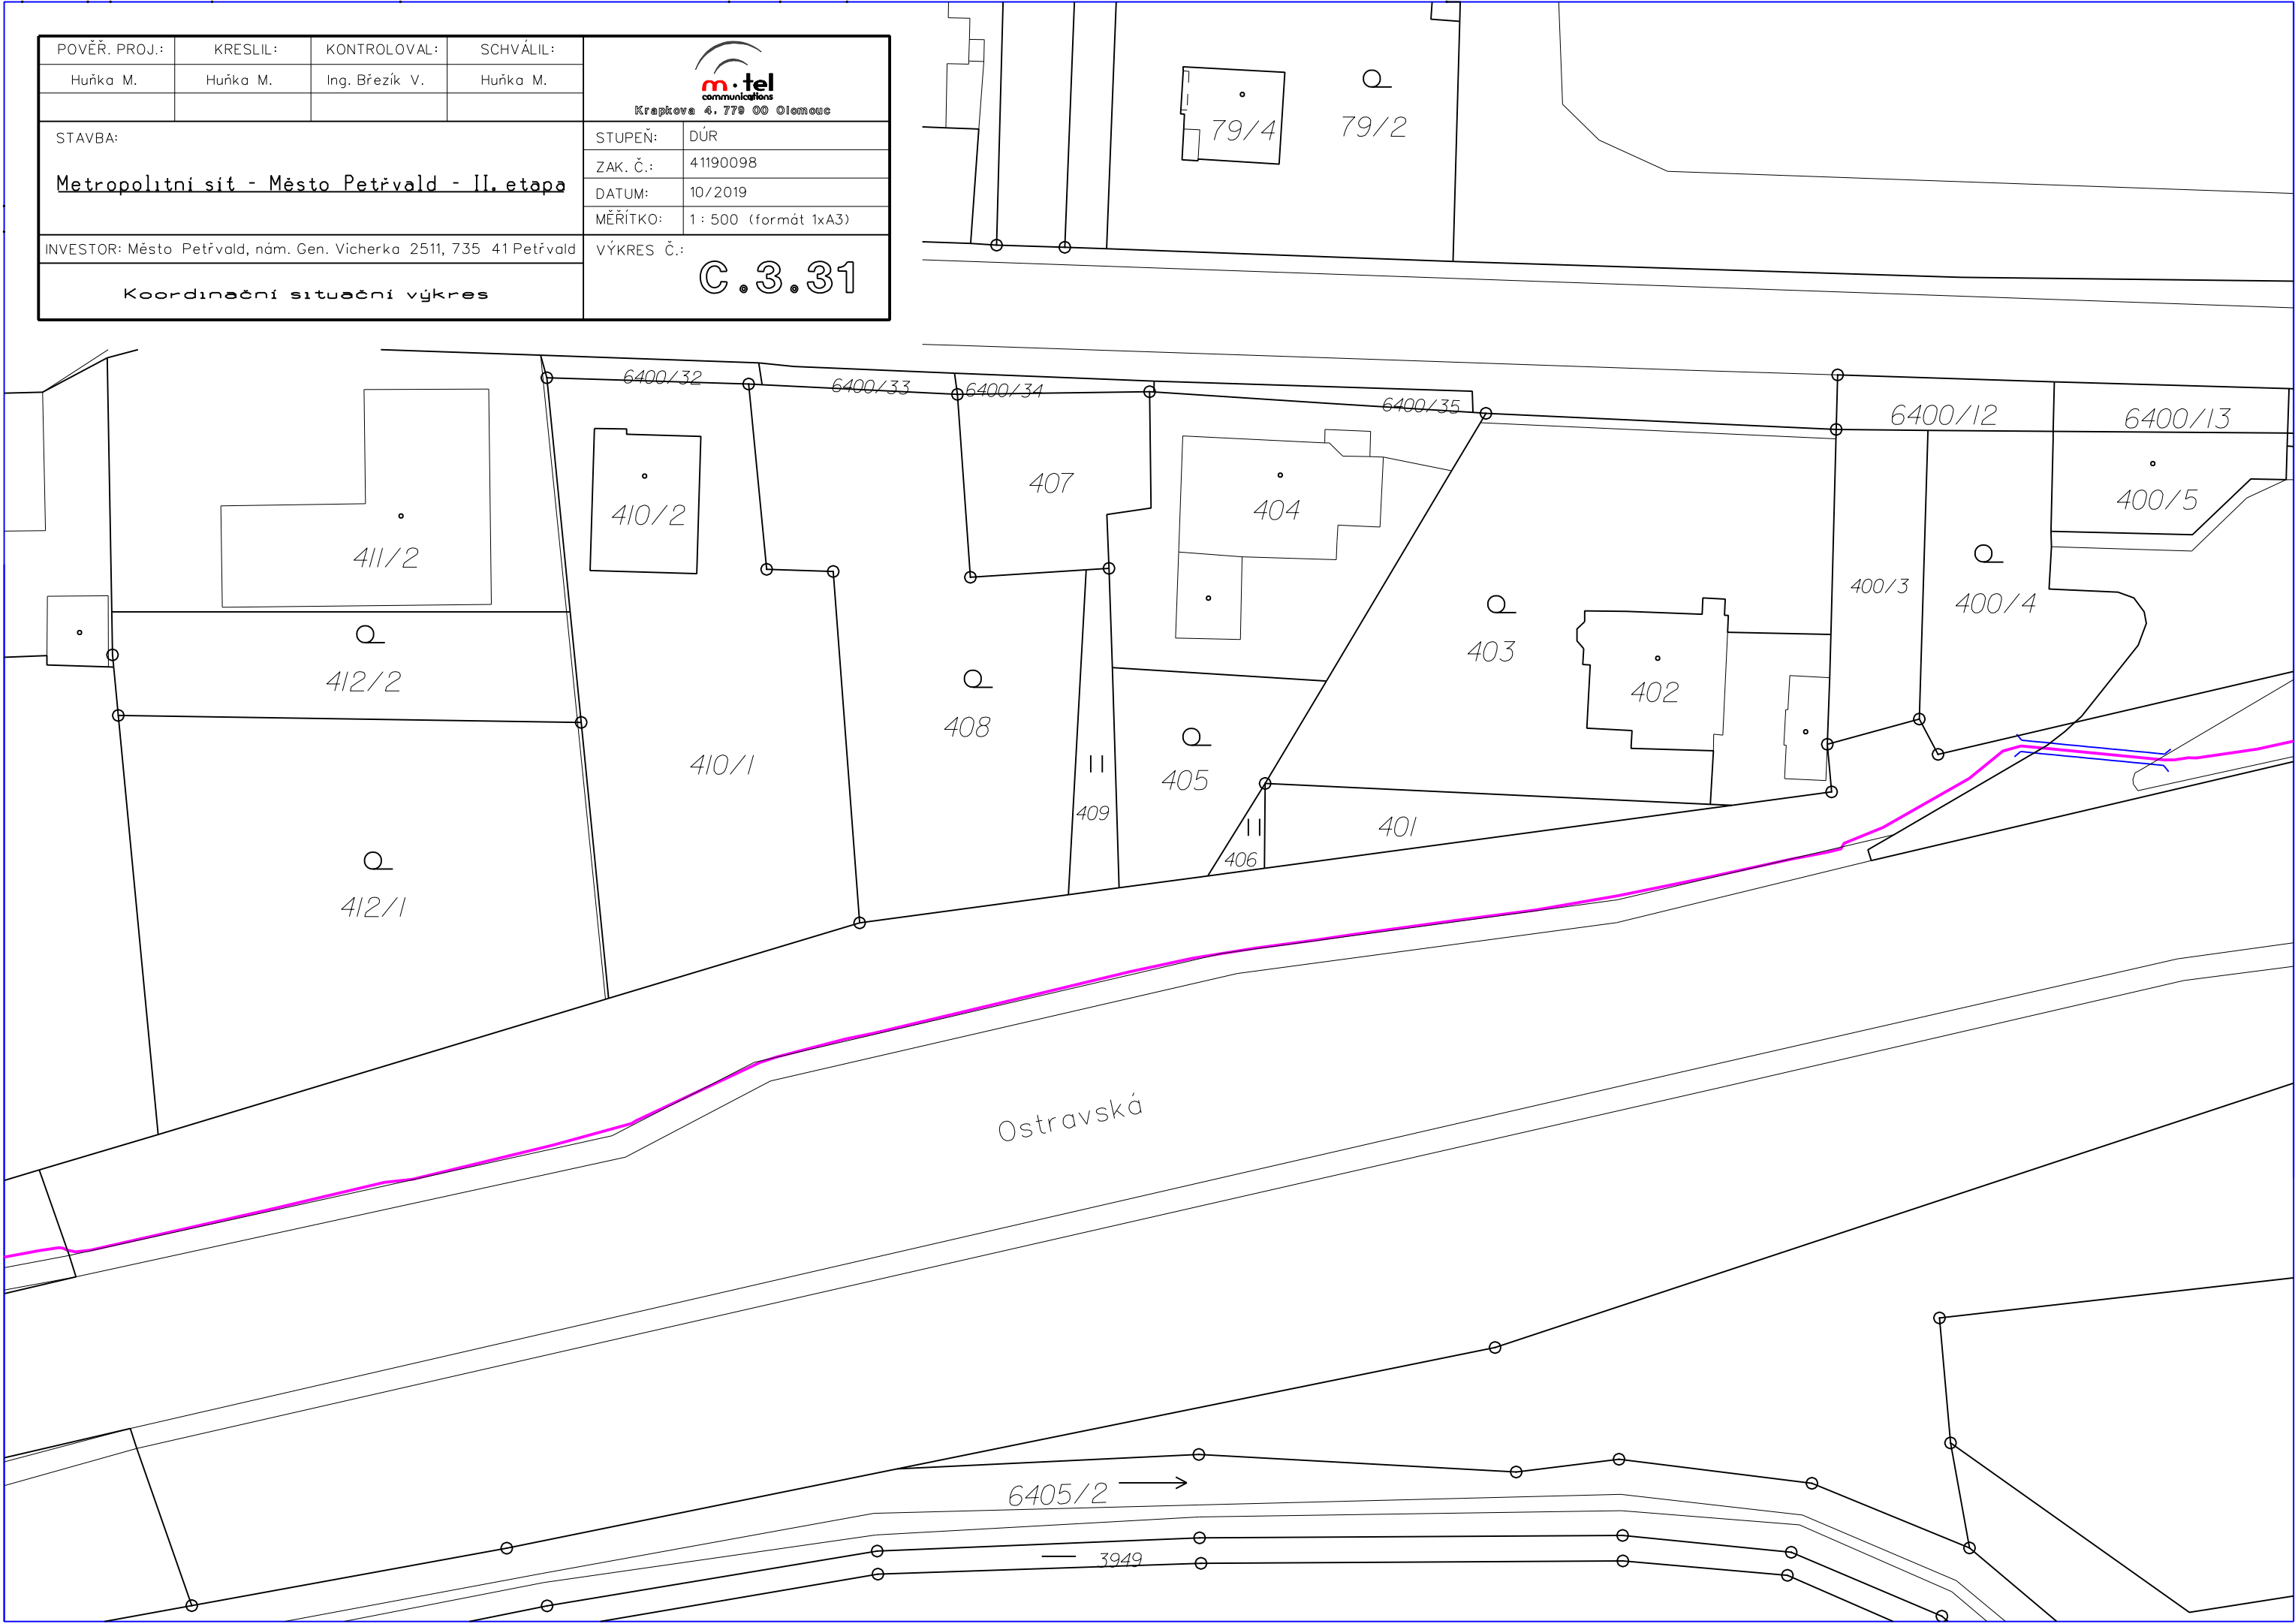 POVĚŘ. PROJ.: KRESLIL: KONTROLOVAL: SCHVÁLIL:
Huňka M. Huňka M. Ing. Březík V. Huňka M.
m·tel
communications
Krapkova 4, 779 00 Olomouc
STAVBA:
Metropolitní síť - Město Petřvald - II. etapa
STUPEŇ: DÚR
ZAK. Č.: 41190098
DATUM: 10/2019
MĚŘÍTKO: 1 : 500 (formát 1xA3)
INVESTOR: Město Petřvald, nám. Gen. Vicherka 2511, 735 41 Petřvald
VÝKRES Č.:
C.3.31
Koordinační situační výkres
79/4
79/2
6400/32
6400/33
6400/34
6400/35
6400/12
6400/13
407
404
410/2
400/5
411/2
400/3
400/4
403
412/2
402
408
410/1
405
409
401
406
412/1
Ostravská
6405/2
3949